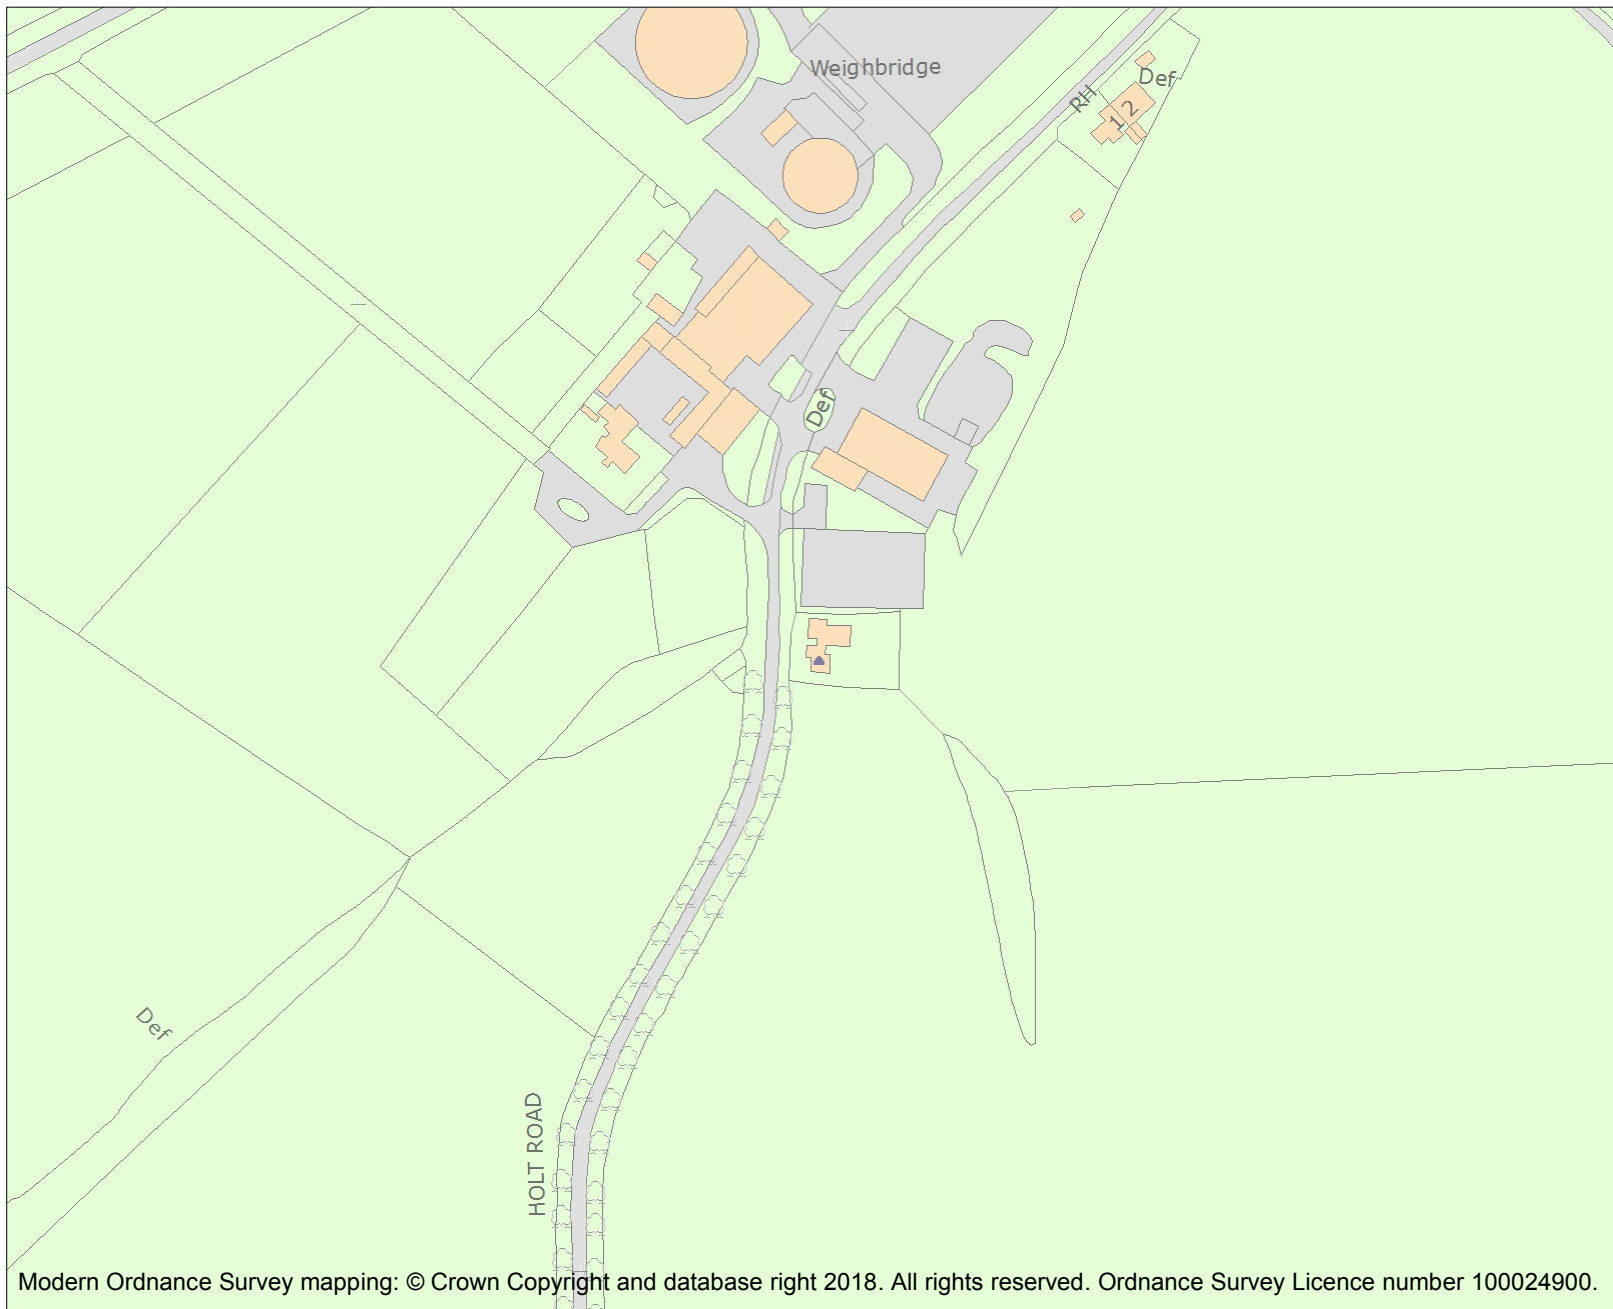 Weighbridge
Def
RH
1 2
Def
Def
HOLT ROAD
Modern Ordnance Survey mapping: © Crown Copyright and database right 2018. All rights reserved. Ordnance Survey Licence number 100024900.